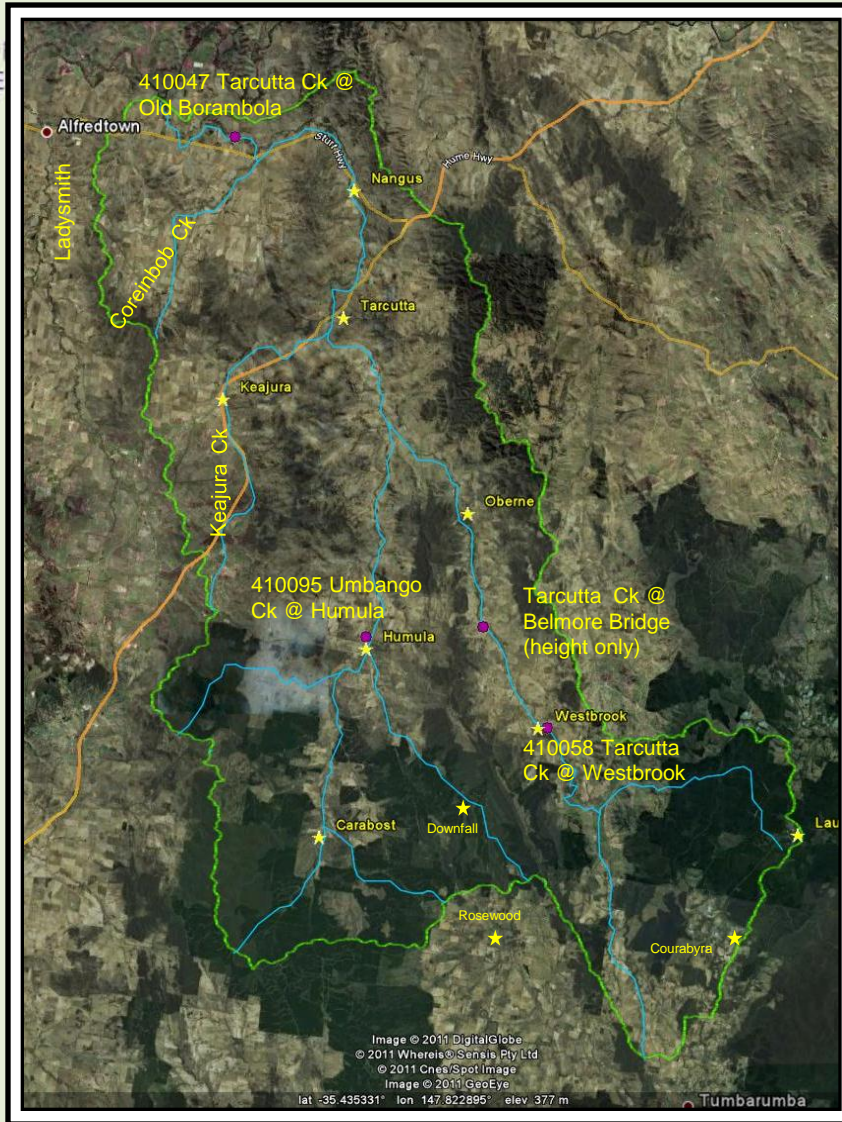 410047 Tarcutta Ck @
Old Borambola
Alfredtown
Sturt Hwy
Hume Hwy
Nangus
Ladysmith
Coreinbob Ck
Tarcutta
Keajura
Keajura Ck
Oberne
410095 Umbango
Ck @ Humula
Humula
Tarcutta Ck @
Belmore Bridge
(height only)
Westbrook
410058 Tarcutta
Ck @ Westbrook
Carabost
Downfall
Lau
Rosewood
Courabyra
Image © 2011 DigitalGlobe
© 2011 Whereis® Sensis Pty Ltd
© 2011 Cnes/Spot Image
Image © 2011 GeoEye
lat -35.435331° lon 147.822895° elev 377 m
Tumbarumba